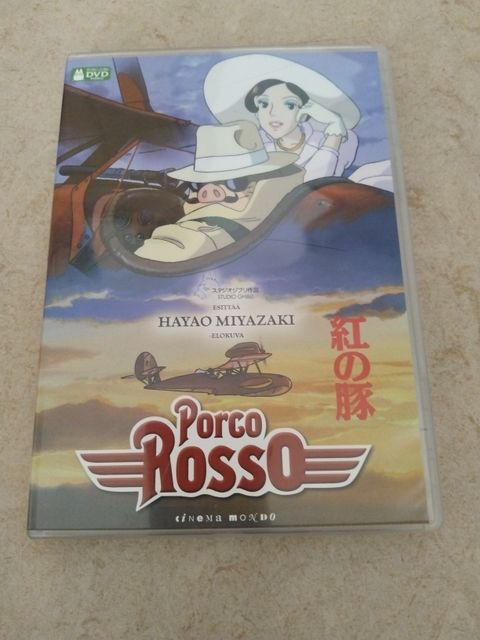 DVD
スタジオジブリ作品
STUDIO GHIBLI
ESITTÄÄ
HAYAO MIYAZAKI
-ELOKUVA
紅の豚
Porco
Rosso
CINEMA MONDO